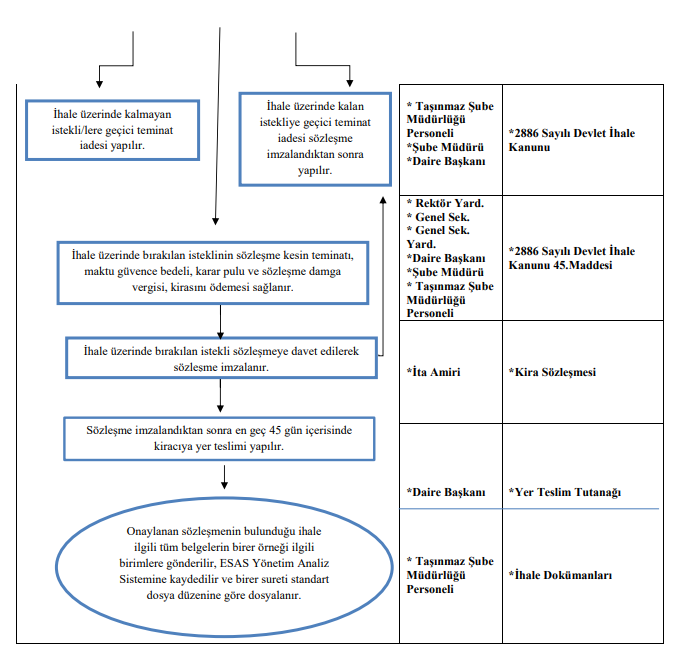 İhale üzerinde kalmayan
istekli/lere geçici teminat
iadesi yapılır.
İhale üzerinde kalan
istekliye geçici teminat
iadesi sözleşme
imzalandıktan sonra
yapılır.
* Taşınmaz Şube
Müdürlüğü
Personeli
*Şube Müdürü
*Daire Başkanı
*2886 Sayılı Devlet İhale
Kanunu
İhale üzerinde bırakılan isteklinin sözleşme kesin teminatı,
maktu güvence bedeli, karar pulu ve sözleşme damga
vergisi, kirasını ödemesi sağlanır.
* Rektör Yard.
* Genel Sek.
* Genel Sek.
Yard.
*Daire Başkanı
*Şube Müdürü
* Taşınmaz Şube
Müdürlüğü
Personeli
*2886 Sayılı Devlet İhale
Kanunu 45.Maddesi
İhale üzerinde bırakılan istekli sözleşmeye davet edilerek
sözleşme imzalanır.
*İta Amiri
*Kira Sözleşmesi
Sözleşme imzalandıktan sonra en geç 45 gün içerisinde
kiracıya yer teslimi yapılır.
*Daire Başkanı
*Yer Teslim Tutanağı
Onaylanan sözleşmenin bulunduğu ihale
ilgili tüm belgelerin birer örneği ilgili
birimlere gönderilir, ESAS Yönetim Analiz
Sistemine kaydedilir ve birer sureti standart
dosya düzenine göre dosyalanır.
* Taşınmaz Şube
Müdürlüğü
Personeli
*İhale Dokümanları